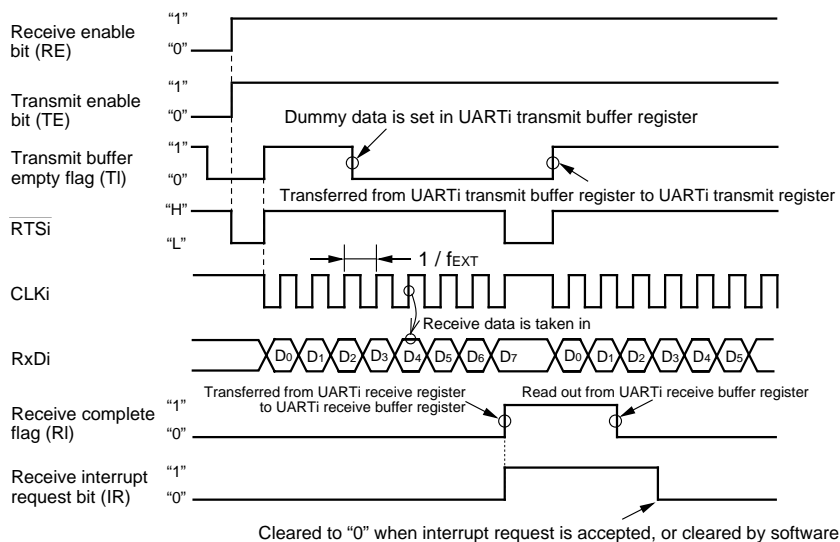 Receive enable
bit (RE)
“1”
“0”
Transmit enable
bit (TE)
“1”
“0”
Dummy data is set in UARTi transmit buffer register
Transmit buffer
empty flag (TI)
“1”
“0”
Transferred from UARTi transmit buffer register to UARTi transmit register
RTSi
“H”
“L”
1 / fEXT
CLKi
Receive data is taken in
RxDi
D0 D1 D2 D3 D4 D5 D6 D7 D0 D1 D2 D3 D4 D5
Transferred from UARTi receive register
to UARTi receive buffer register
Read out from UARTi receive buffer register
Receive complete
flag (RI)
“1”
“0”
Receive interrupt
request bit (IR)
“1”
“0”
Cleared to “0” when interrupt request is accepted, or cleared by software